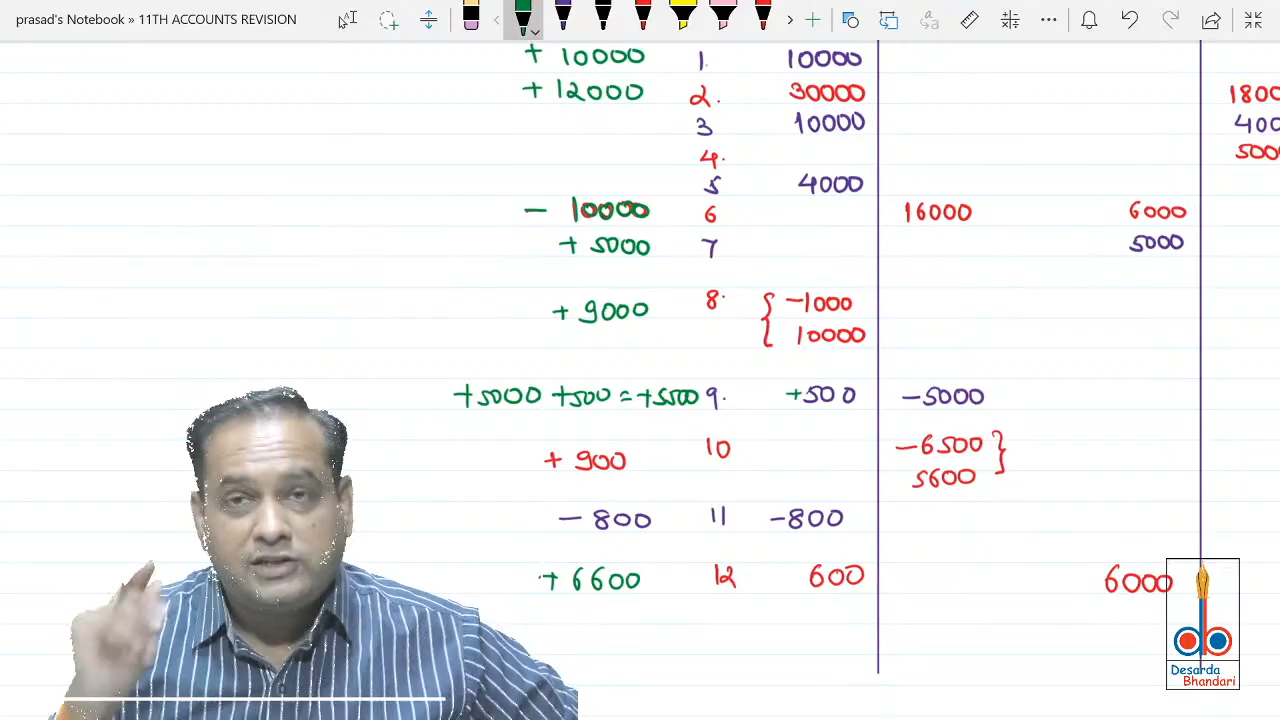 prasad's Notebook » 11TH ACCOUNTS REVISION
+ 10000 1. 10000
+ 12000 2. 30000 1800
3 10000 400
4. 5000
5 4000
- 10000 6 16000 6000
+ 5000 7 5000
+ 9000 8. { -1000
10000
+5000 +500 = +5500 9. +500 -5000
+ 900 10 -6500 }
5600
- 800 11 -800
+ 6600 12 600 6000
Desarda
Bhandari